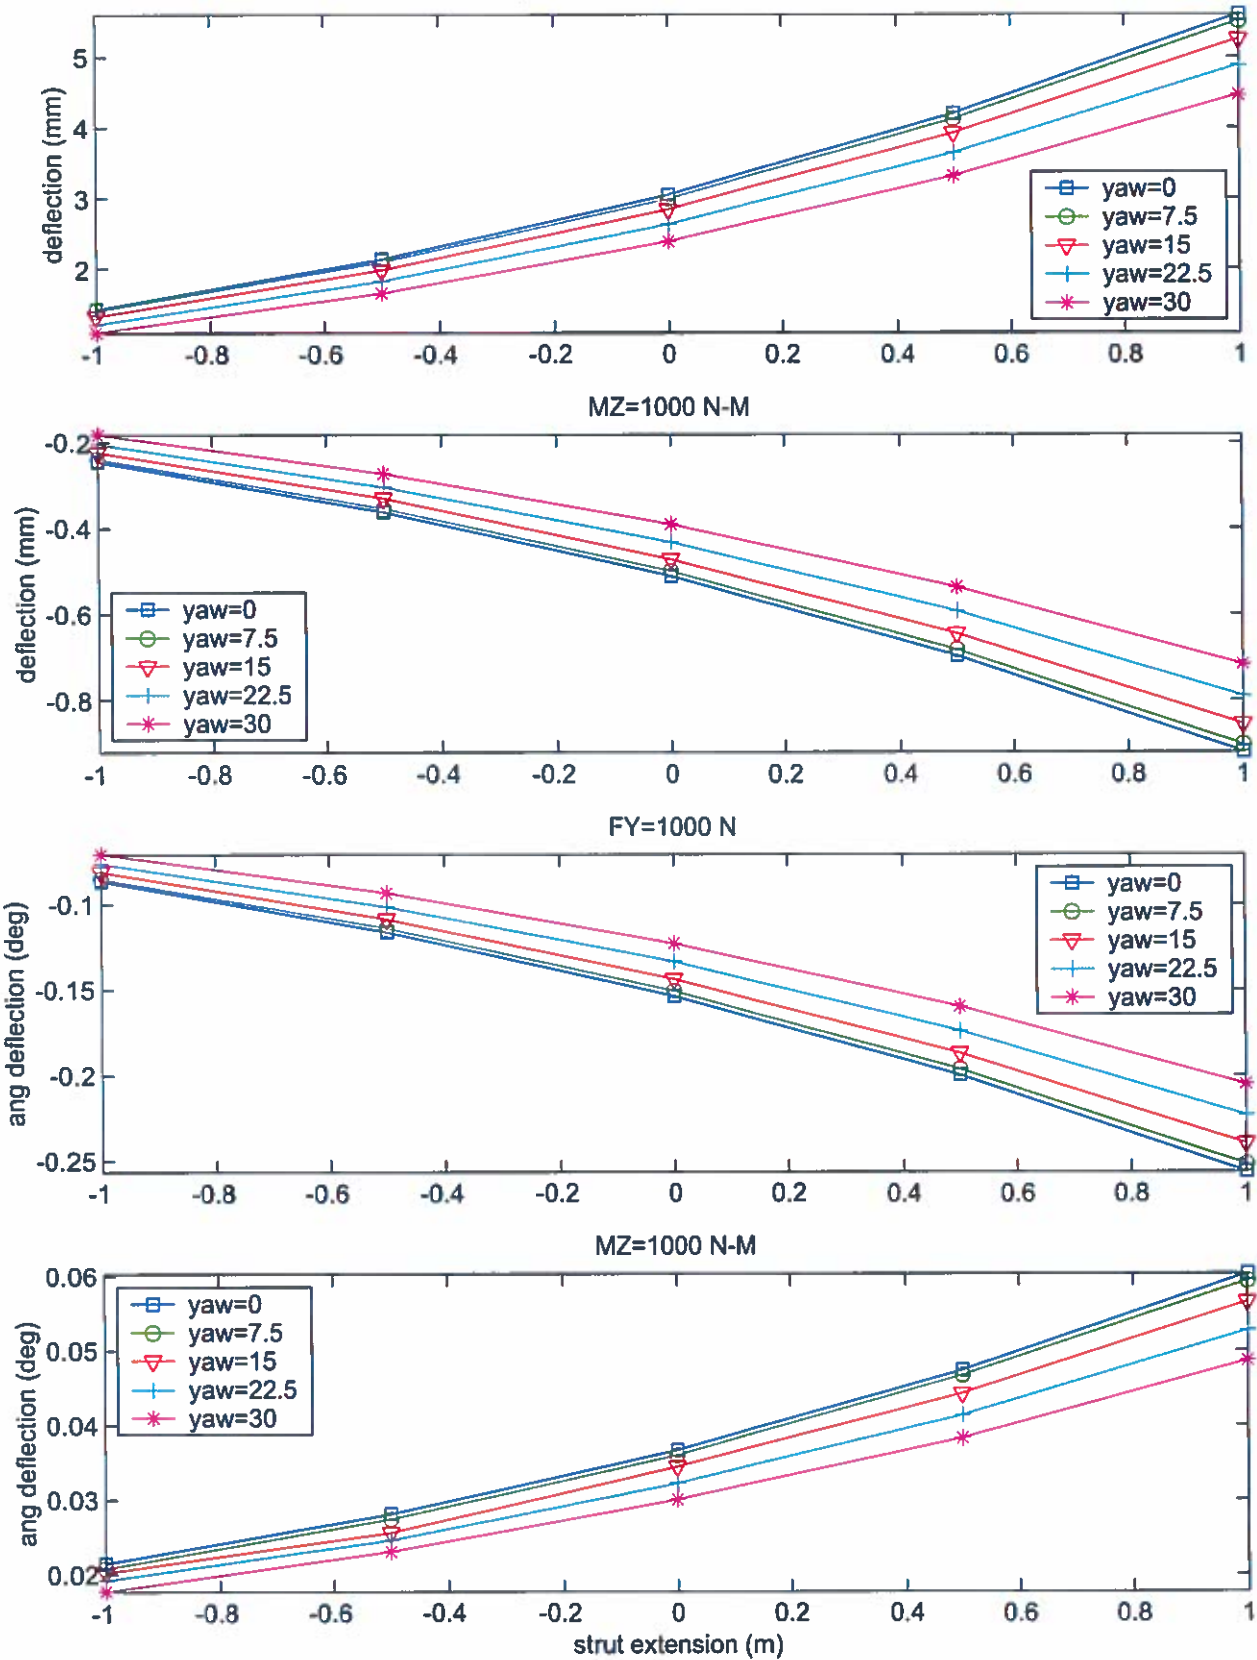 5
4
3
2
deflection (mm)
yaw=0
yaw=7.5
yaw=15
yaw=22.5
yaw=30
-1 -0.8 -0.6 -0.4 -0.2 0 0.2 0.4 0.6 0.8 1
MZ=1000 N-M
-0.2
-0.4
-0.6
-0.8
deflection (mm)
yaw=0
yaw=7.5
yaw=15
yaw=22.5
yaw=30
-1 -0.8 -0.6 -0.4 -0.2 0 0.2 0.4 0.6 0.8 1
FY=1000 N
-0.1
-0.15
-0.2
-0.25
ang deflection (deg)
yaw=0
yaw=7.5
yaw=15
yaw=22.5
yaw=30
-1 -0.8 -0.6 -0.4 -0.2 0 0.2 0.4 0.6 0.8 1
MZ=1000 N-M
0.06
0.05
0.04
0.03
0.02
ang deflection (deg)
yaw=0
yaw=7.5
yaw=15
yaw=22.5
yaw=30
-1 -0.8 -0.6 -0.4 -0.2 0 0.2 0.4 0.6 0.8 1
strut extension (m)